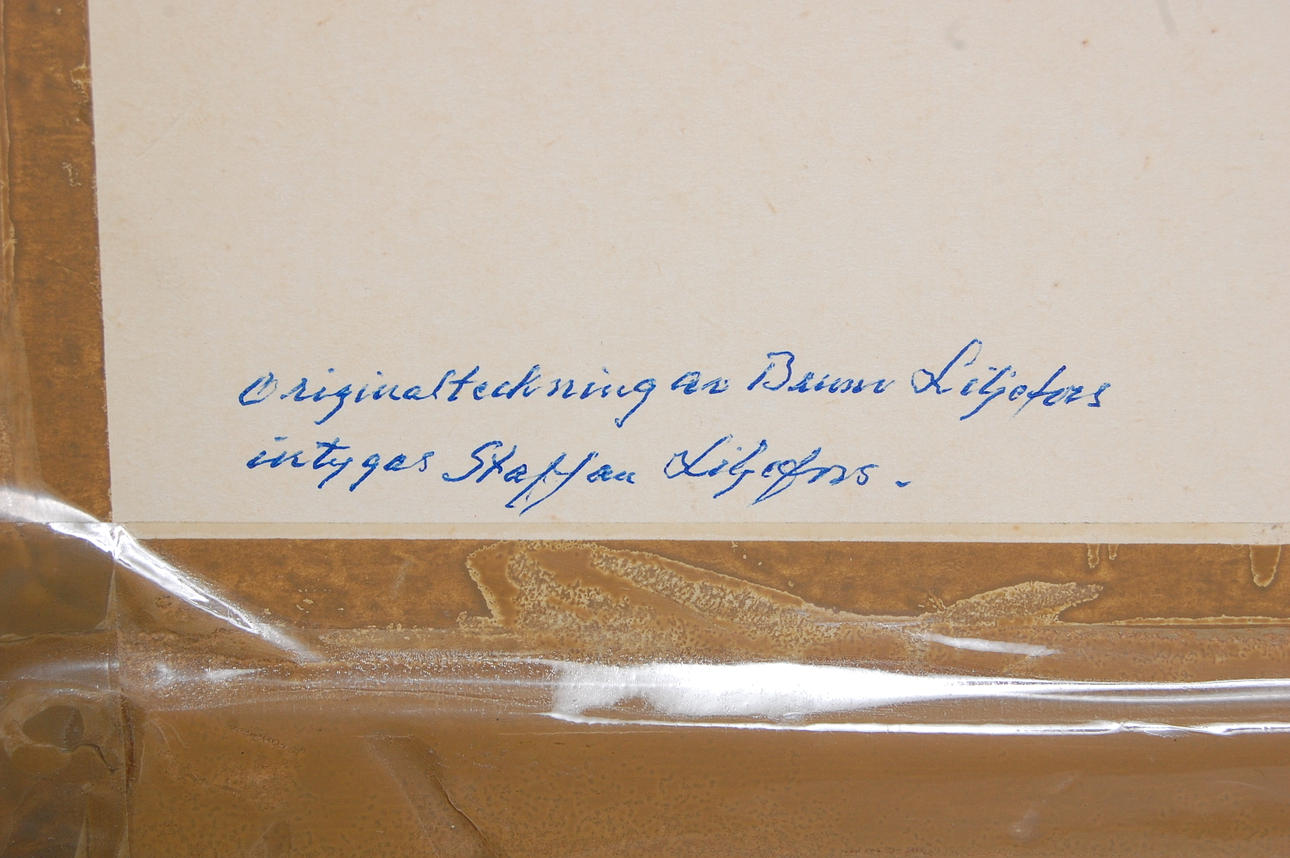 Originalteckning av Bruno Liljefors
intygas Staffan Liljefors.